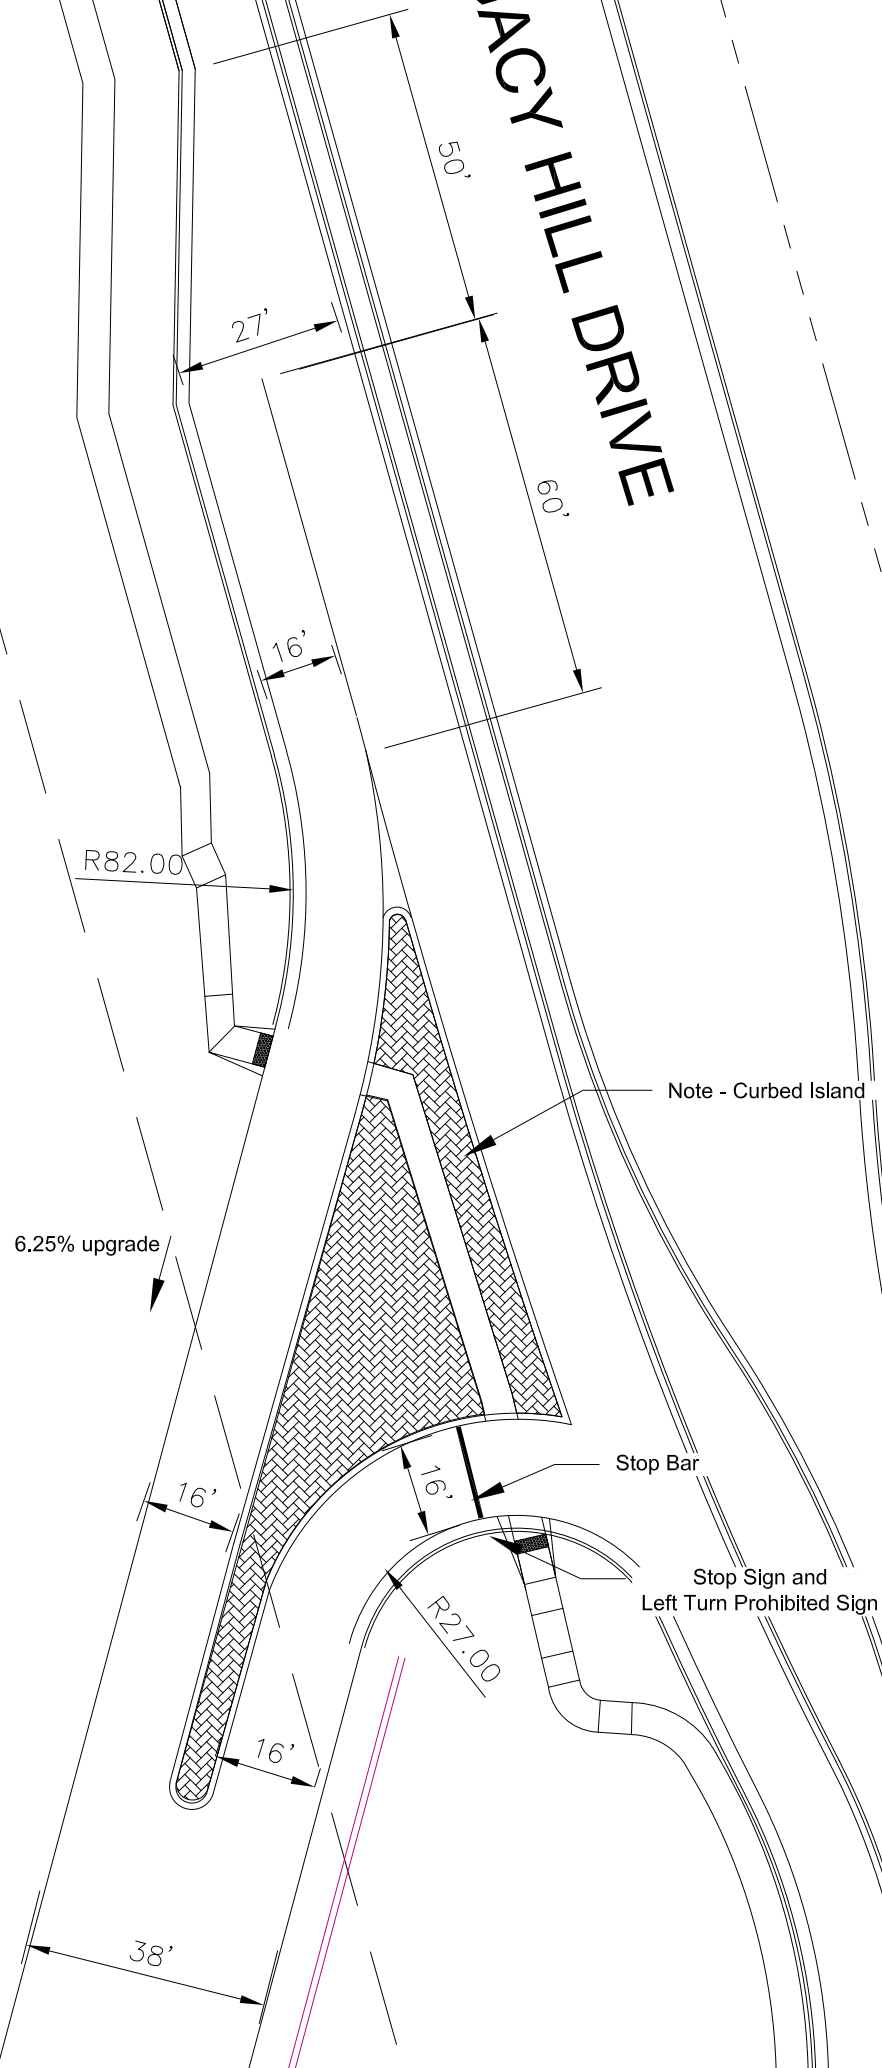 ACY HILL DRIVE
50'
27'
60'
16'
R82.00
Note - Curbed Island
6.25% upgrade
Stop Bar
16'
16'
Stop Sign and
Left Turn Prohibited Sign
R27.00
16'
38'